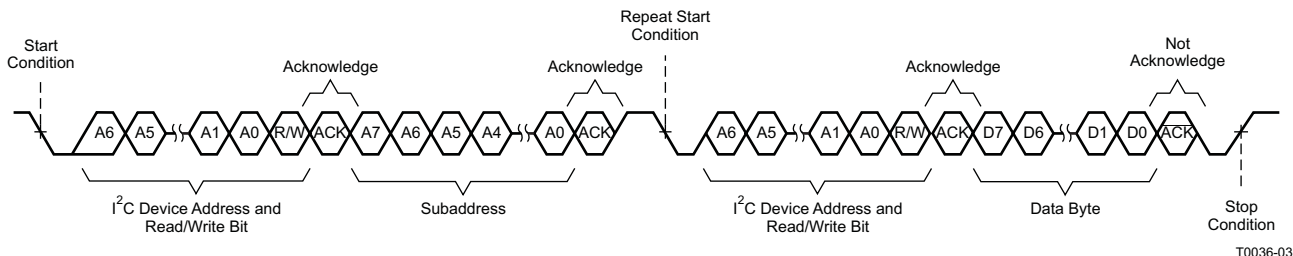 Repeat Start
Condition
Start
Condition
Not
Acknowledge
Acknowledge
Acknowledge
Acknowledge
A6 A5 A1 A0 R/W ACK A7 A6 A5 A4 A0 ACK A6 A5 A1 A0 R/W ACK D7 D6 D1 D0 ACK
I²C Device Address and
Read/Write Bit
Subaddress
I²C Device Address and
Read/Write Bit
Data Byte
Stop
Condition
T0036-03